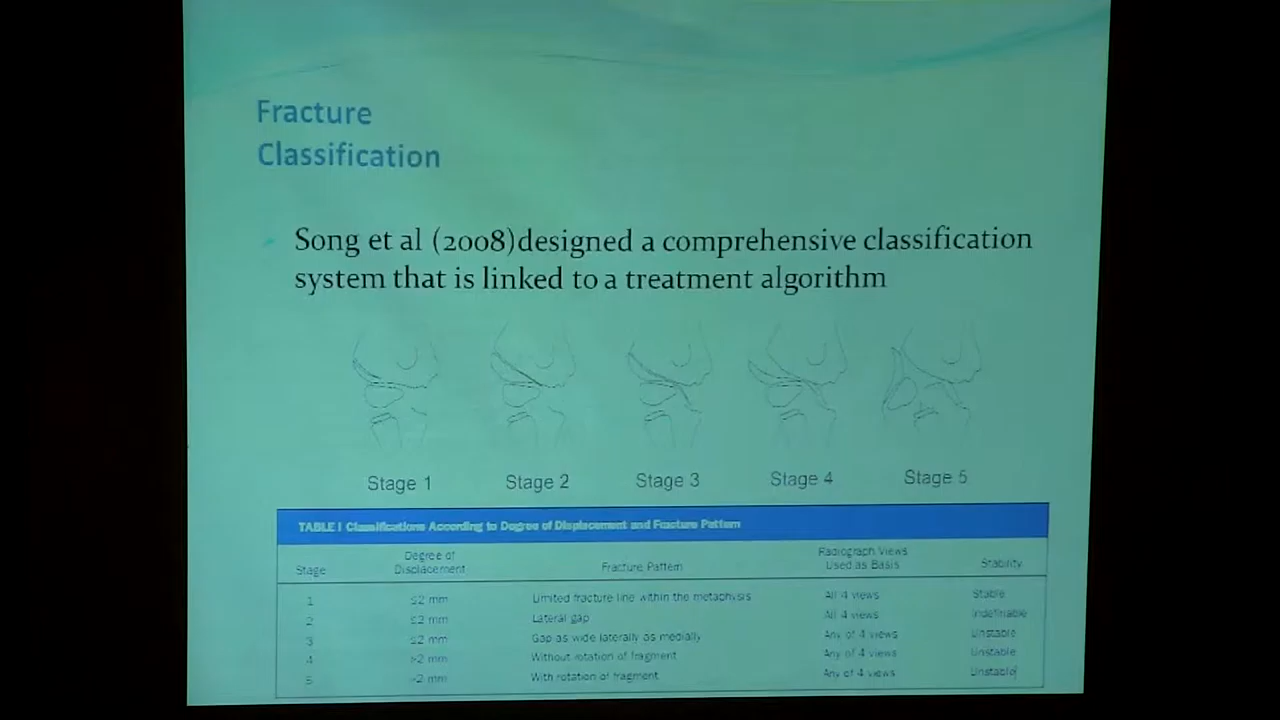 Fracture
Classification
Song et al (2008)designed a comprehensive classification
system that is linked to a treatment algorithm
Stage 1 Stage 2 Stage 3 Stage 4 Stage 5
TABLE I Classifications According to Degree of Displacement and Fracture Pattern
Stage Degree of Displacement Fracture Pattern Radiograph Views Used as Basis Stability
1 ≤2 mm Limited fracture line within the metaphysis All 4 views Stable
2 ≤2 mm Lateral gap All 4 views Indefinable
3 ≤2 mm Gap as wide laterally as medially Any of 4 views Unstable
4 >2 mm Without rotation of fragment Any of 4 views Unstable
5 >2 mm With rotation of fragment Any of 4 views Unstable